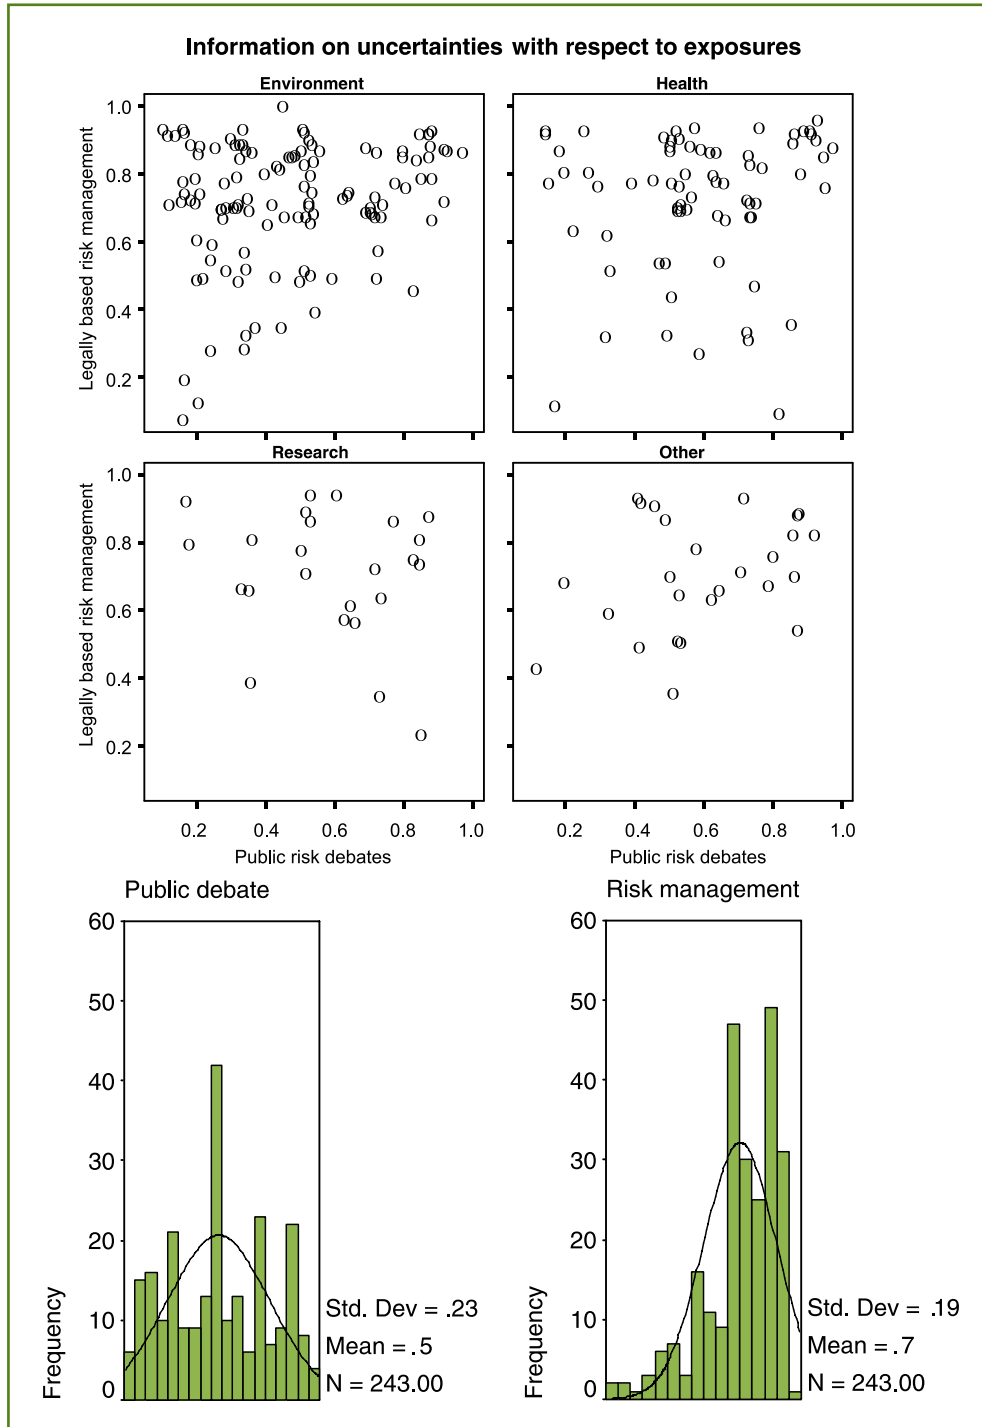 Information on uncertainties with respect to exposures
Environment
Health
Legally based risk management
1.0
0.8
0.6
0.4
0.2
Research
Other
Legally based risk management
1.0
0.8
0.6
0.4
0.2
0.2 0.4 0.6 0.8 1.0
0.2 0.4 0.6 0.8 1.0
Public risk debates
Public risk debates
Public debate
60
50
40
30
20
10
0
Frequency
Std. Dev = .23
Mean = .5
N = 243.00
Risk management
60
50
40
30
20
10
0
Frequency
Std. Dev = .19
Mean = .7
N = 243.00